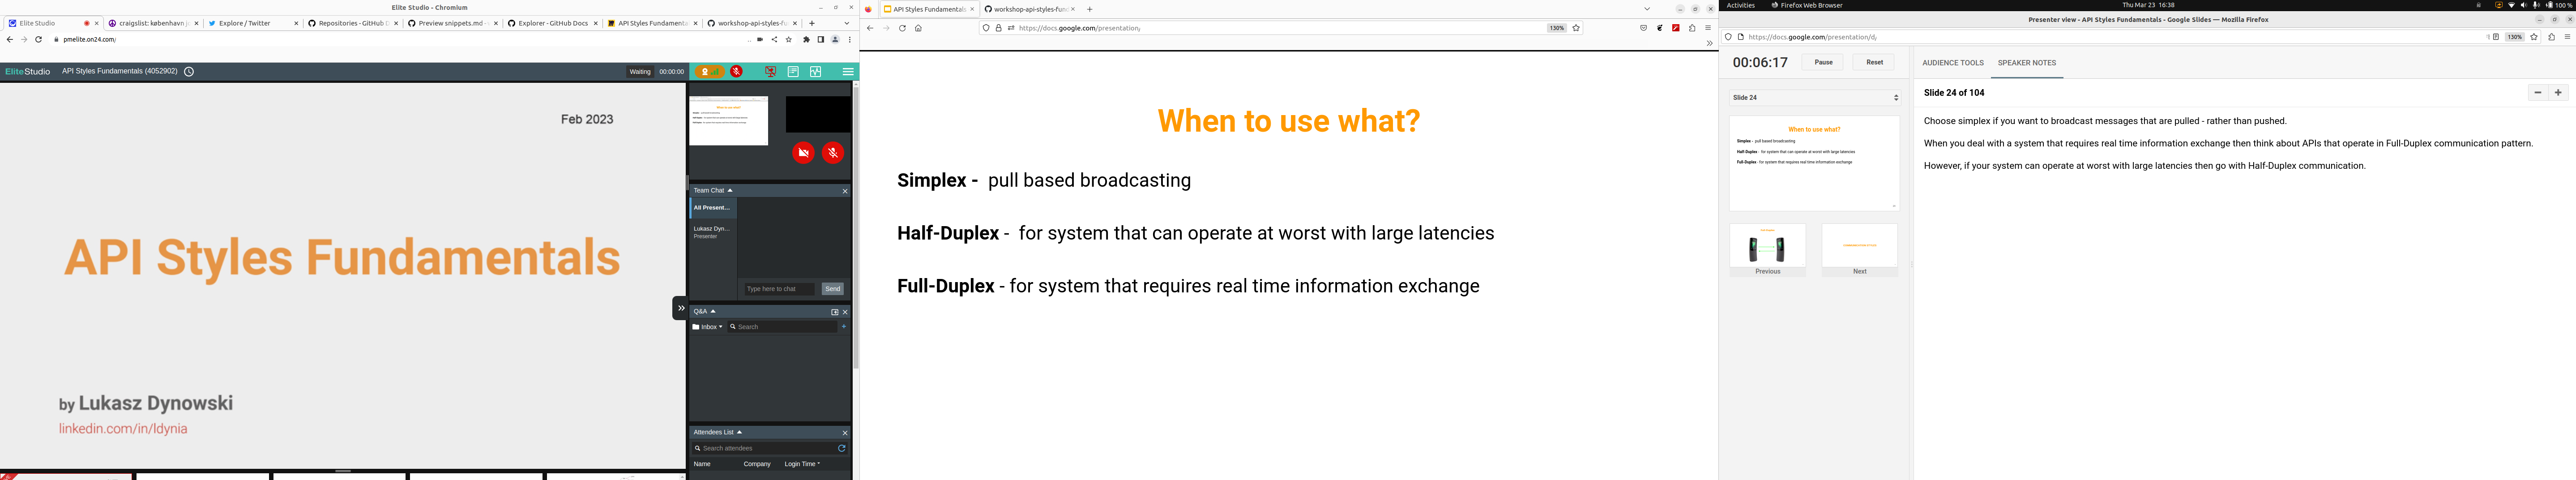 Elite Studio - Chromium
Elite Studio
craigslist: københavn j
Explore / Twitter
Repositories - GitHub D
Preview snippets.md -
Explorer - GitHub Docs
API Styles Fundamenta
workshop-api-styles-fu
pmelite.on24.com/
EliteStudio
API Styles Fundamentals (4052902)
Waiting
00:00:00
Feb 2023
API Styles Fundamentals
by Lukasz Dynowski
linkedin.com/in/ldynia
Team Chat
All Present...
Lukasz Dyn...
Presenter
Type here to chat
Send
Q&A
Inbox
Search
Attendees List
Search attendees
Name
Company
Login Time
API Styles Fundamentals
workshop-api-styles-fun
https://docs.google.com/presentation/
130%
When to use what?
Simplex - pull based broadcasting
Half-Duplex - for system that can operate at worst with large latencies
Full-Duplex - for system that requires real time information exchange
Activities
Firefox Web Browser
Thu Mar 23 16:38
100 %
Presenter view - API Styles Fundamentals - Google Slides — Mozilla Firefox
https://docs.google.com/presentation/d/
130%
00:06:17
Pause
Reset
AUDIENCE TOOLS
SPEAKER NOTES
Slide 24
Slide 24 of 104
Choose simplex if you want to broadcast messages that are pulled - rather than pushed.
When you deal with a system that requires real time information exchange then think about APIs that operate in Full-Duplex communication pattern.
However, if your system can operate at worst with large latencies then go with Half-Duplex communication.
When to use what?
Simplex - pull based broadcasting
Half-Duplex - for system that can operate at worst with large latencies
Full-Duplex - for system that requires real time information exchange
Previous
Next